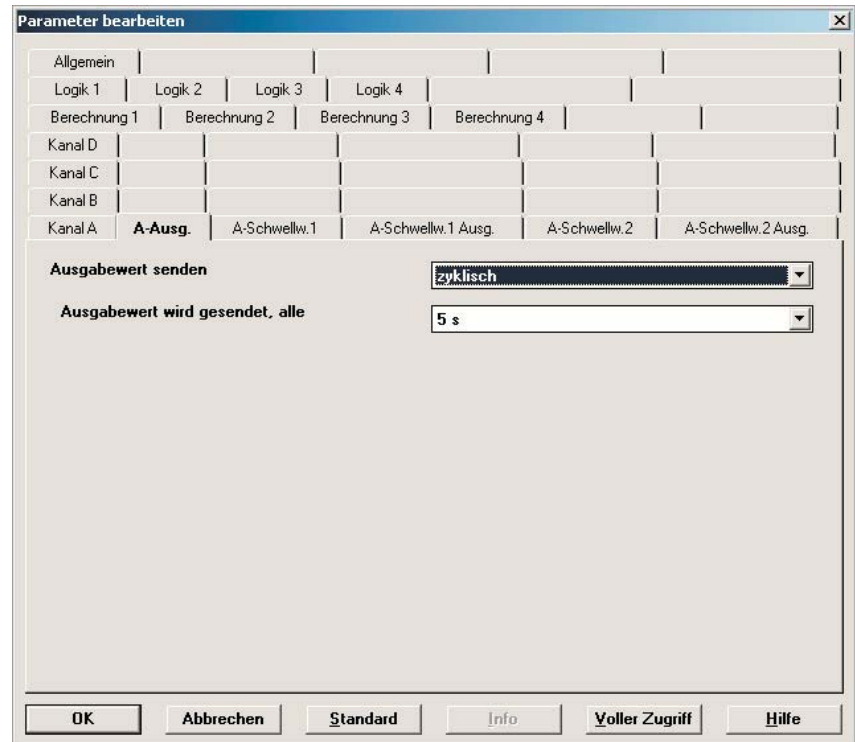 Parameter bearbeiten
Allgemein
Logik 1 Logik 2 Logik 3 Logik 4
Berechnung 1 Berechnung 2 Berechnung 3 Berechnung 4
Kanal D
Kanal C
Kanal B
Kanal A A-Ausg. A-Schwellw.1 A-Schwellw.1 Ausg. A-Schwellw.2 A-Schwellw.2 Ausg.
Ausgabewert senden zyklisch
Ausgabewert wird gesendet, alle 5 s
OK Abbrechen Standard Info Voller Zugriff Hilfe